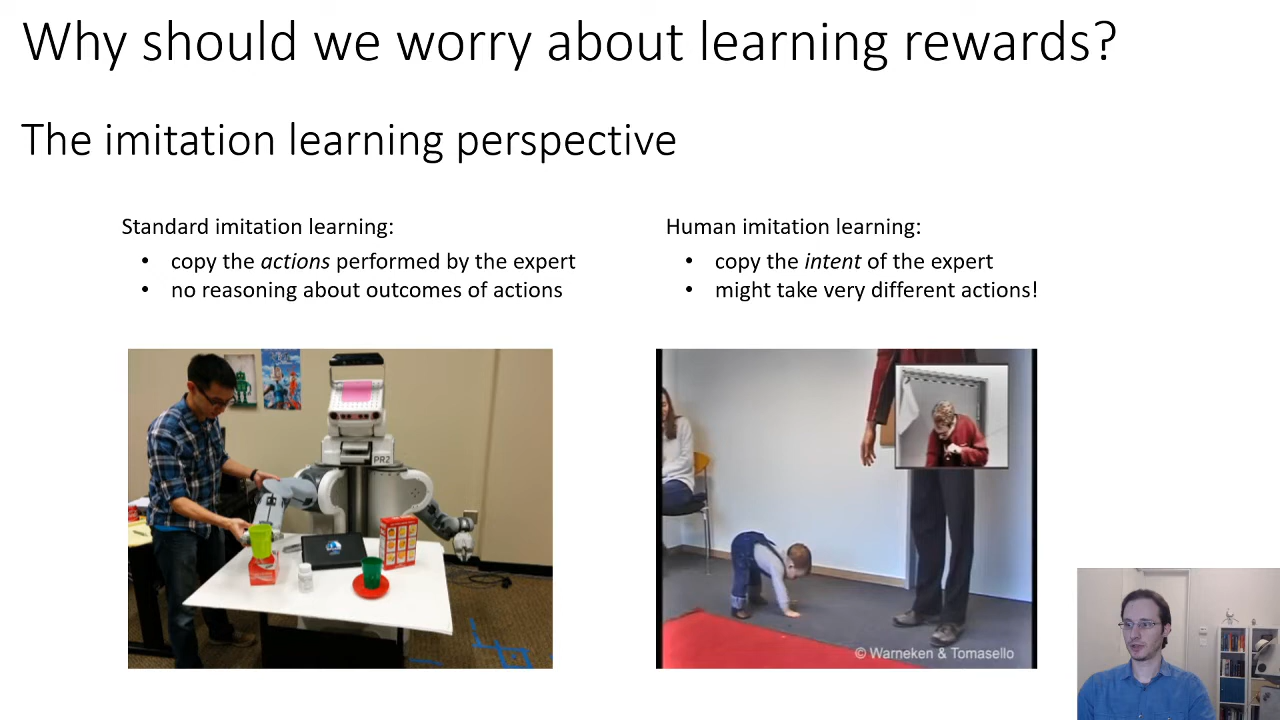 Why should we worry about learning rewards?
The imitation learning perspective
Standard imitation learning:
• copy the actions performed by the expert
• no reasoning about outcomes of actions
Human imitation learning:
• copy the intent of the expert
• might take very different actions!
PR2
© Warneken & Tomasello